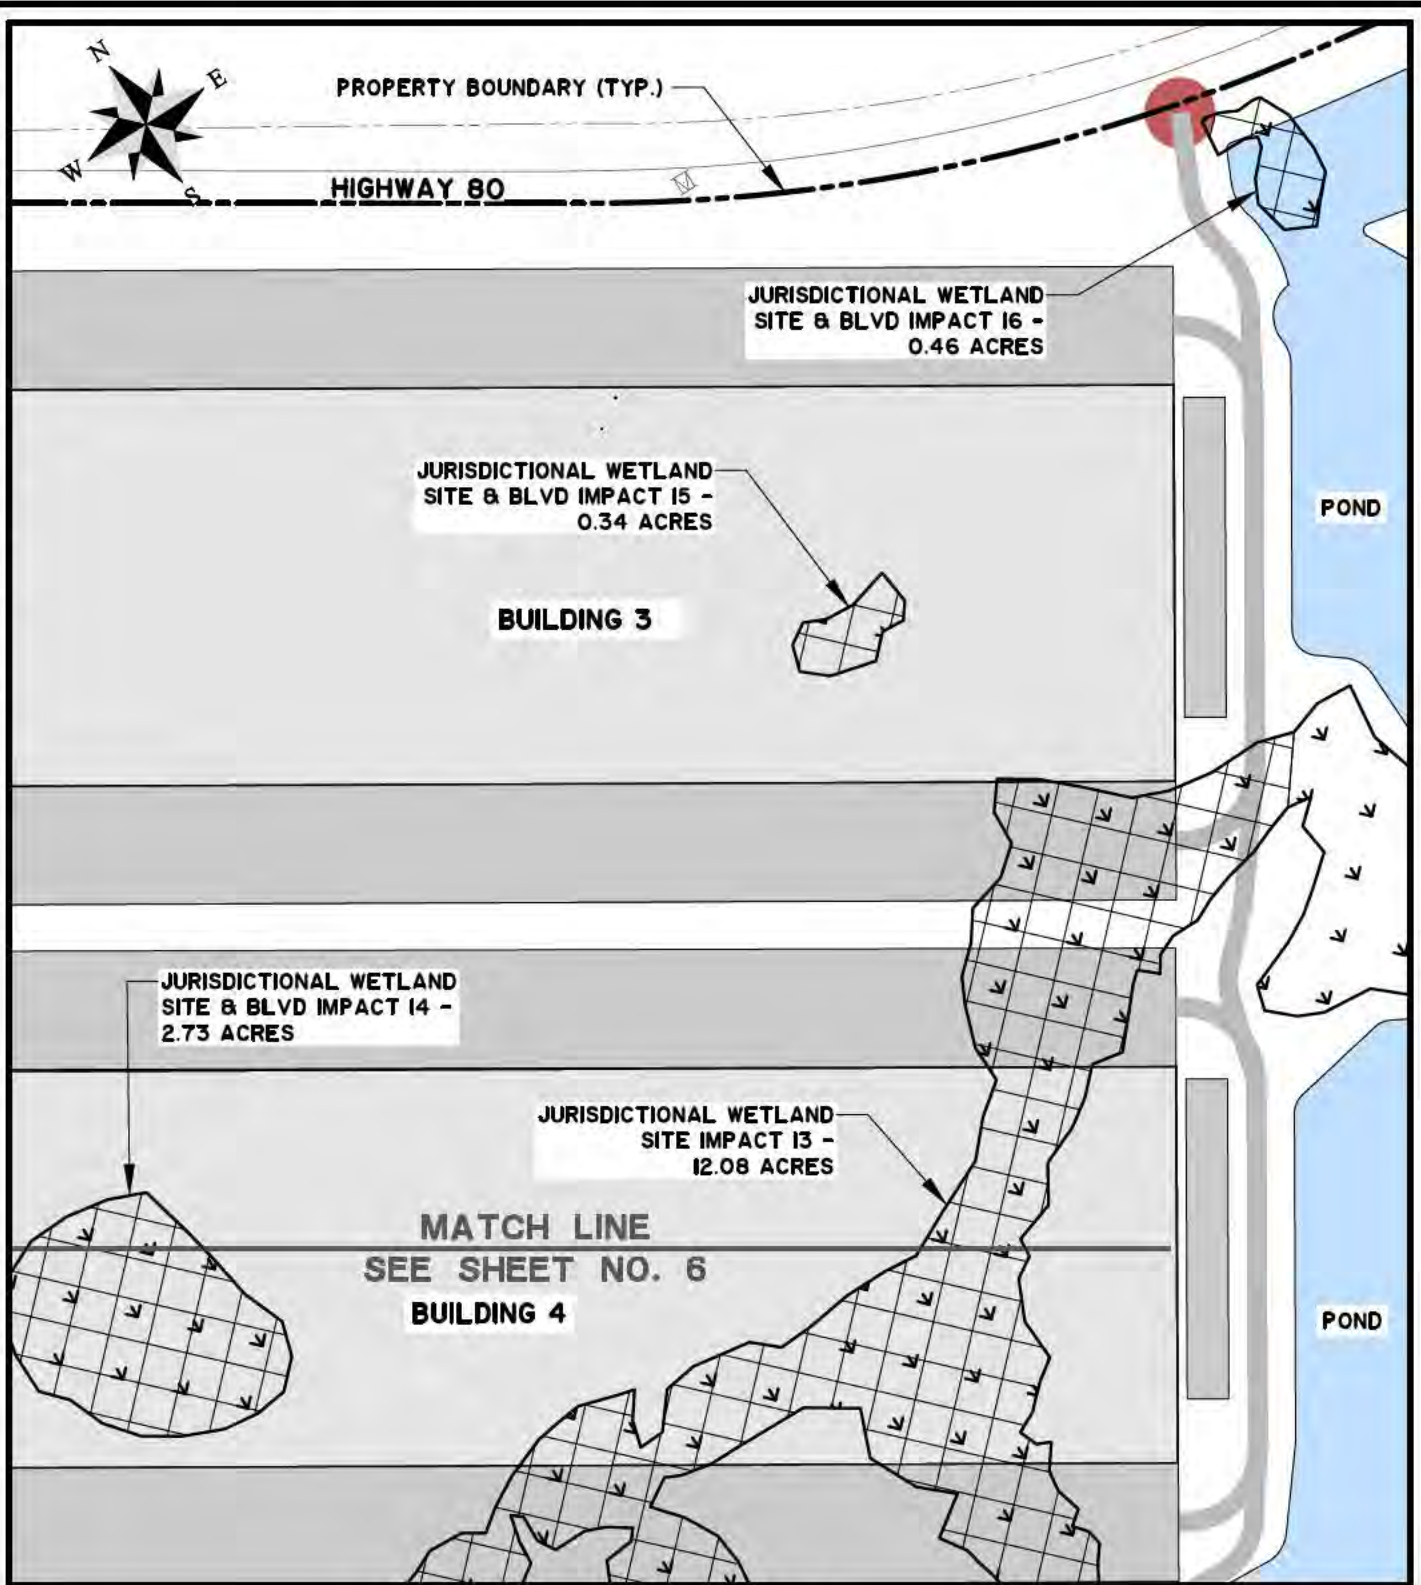 N
E
W
S
PROPERTY BOUNDARY (TYP.)
HIGHWAY 80
M
JURISDICTIONAL WETLAND
SITE & BLVD IMPACT 16 -
0.46 ACRES
JURISDICTIONAL WETLAND
SITE & BLVD IMPACT 15 -
0.34 ACRES
POND
BUILDING 3
JURISDICTIONAL WETLAND
SITE & BLVD IMPACT 14 -
2.73 ACRES
JURISDICTIONAL WETLAND
SITE IMPACT 13 -
12.08 ACRES
MATCH LINE
SEE SHEET NO. 6
BUILDING 4
POND